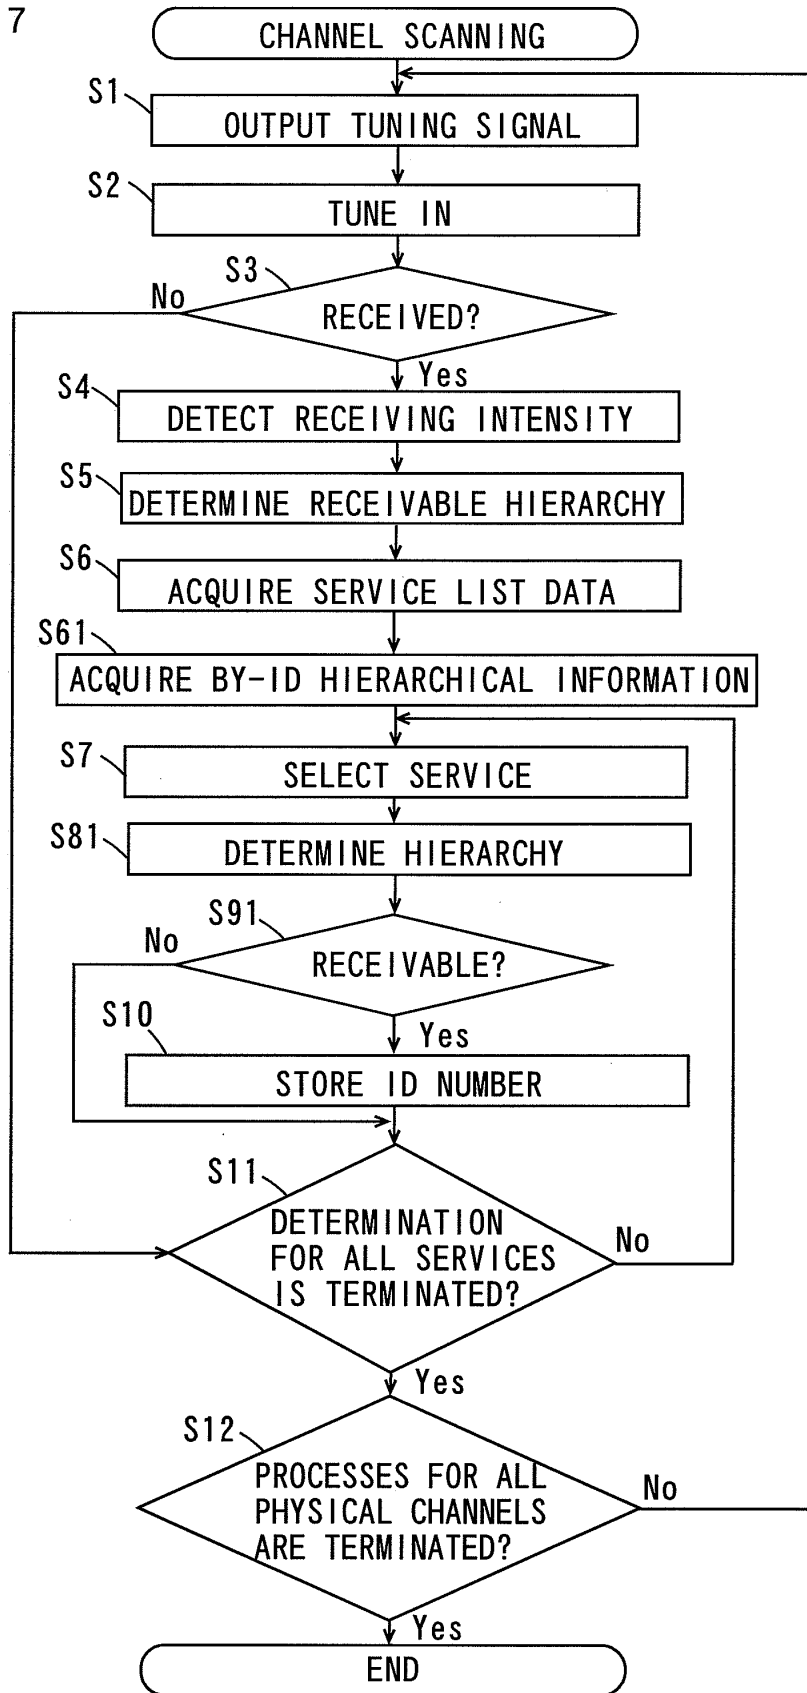 7
CHANNEL SCANNING
S1
OUTPUT TUNING SIGNAL
S2
TUNE IN
S3
No
RECEIVED?
Yes
S4
DETECT RECEIVING INTENSITY
S5
DETERMINE RECEIVABLE HIERARCHY
S6
ACQUIRE SERVICE LIST DATA
S61
ACQUIRE BY-ID HIERARCHICAL INFORMATION
S7
SELECT SERVICE
S81
DETERMINE HIERARCHY
S91
No
RECEIVABLE?
Yes
S10
STORE ID NUMBER
S11
DETERMINATION
FOR ALL SERVICES
IS TERMINATED?
No
Yes
S12
PROCESSES FOR ALL
PHYSICAL CHANNELS
ARE TERMINATED?
No
Yes
END